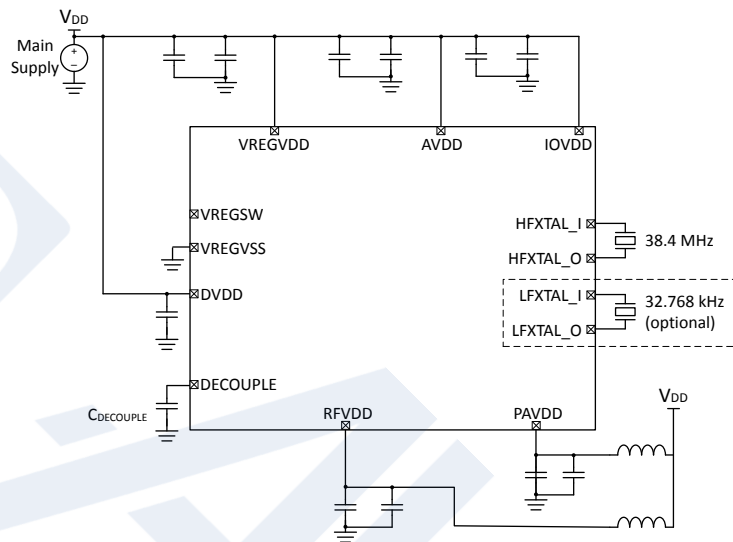 VDD
Main
Supply
+
–
VREGVDD
AVDD
IOVDD
VREGSW
VREGVSS
DVDD
DECOUPLE
CDECOUPLE
HFXTAL_I
HFXTAL_O
38.4 MHz
LFXTAL_I
LFXTAL_O
32.768 kHz
(optional)
RFVDD
PAVDD
VDD